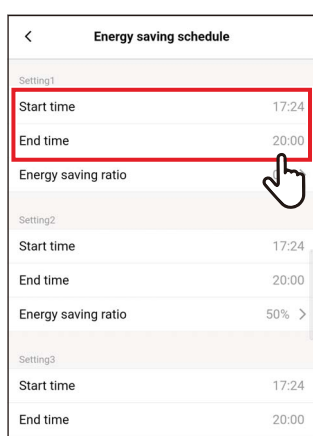 Energy saving schedule
Setting1
Start time 17:24
End time 20:00
Energy saving ratio
Setting2
Start time 17:24
End time 20:00
Energy saving ratio 50%
Setting3
Start time 17:24
End time 20:00